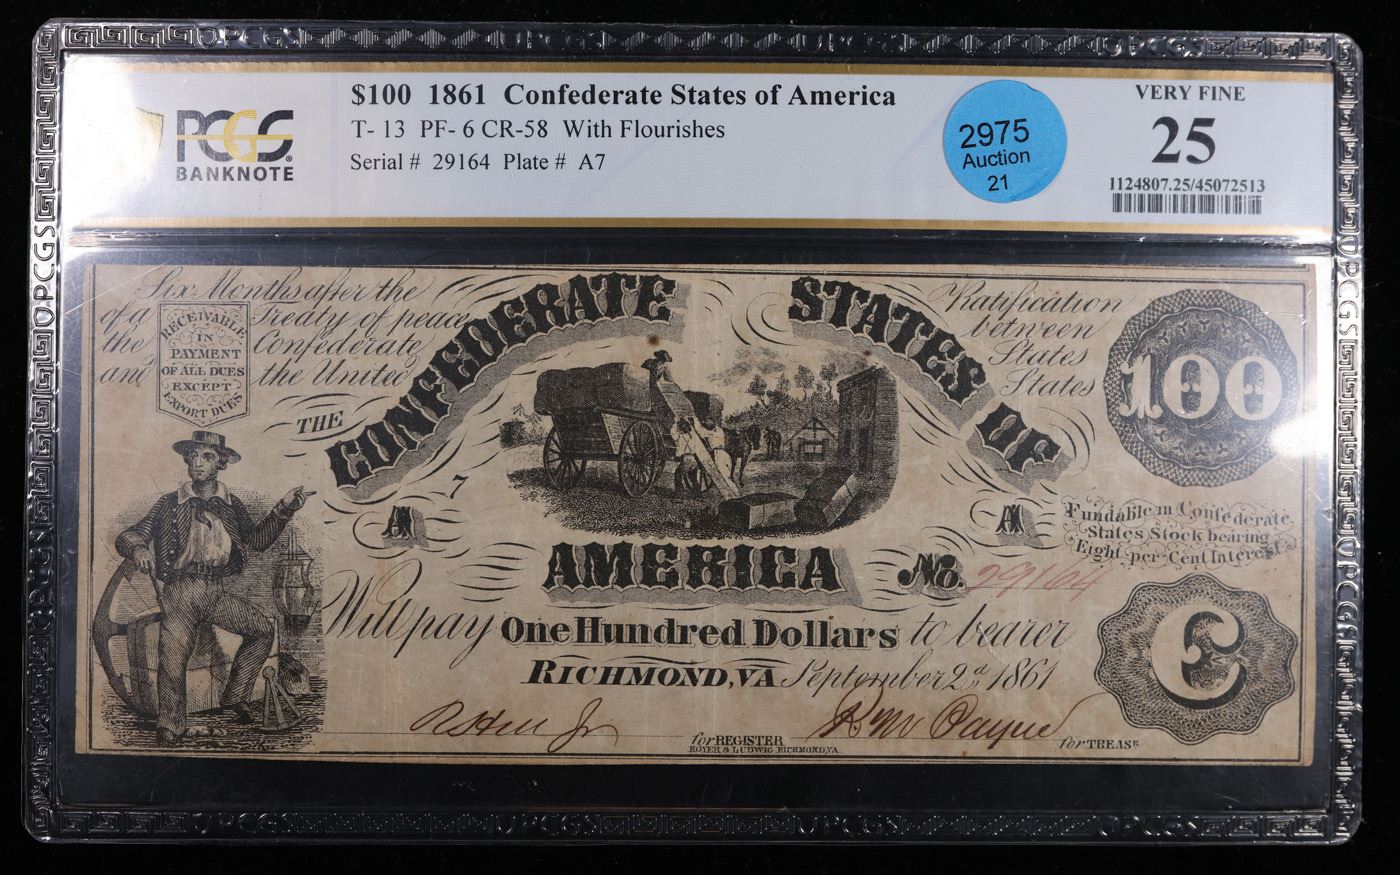 $100 1861 Confederate States of America
T- 13 PF- 6 CR-58 With Flourishes
Serial # 29164 Plate # A7
PCGS
BANKNOTE
2975
Auction
21
VERY FINE
25
1124807.25/45072513
Six Months after the Ratification
of a Treaty of peace between
the Confederate States
and the United States
RECEIVABLE
IN
PAYMENT
OF ALL DUES
EXCEPT
EXPORT DUES
THE CONFEDERATE STATES OF
AMERICA
100
7
A
A
No. 29164
Fundable in Confederate
States Stock bearing
Eight per Cent Interest
Will pay One Hundred Dollars to bearer
RICHMOND, VA September 2d 1861
C
for REGISTER
HOYER & LUDWIG RICHMOND, VA.
for TREASR